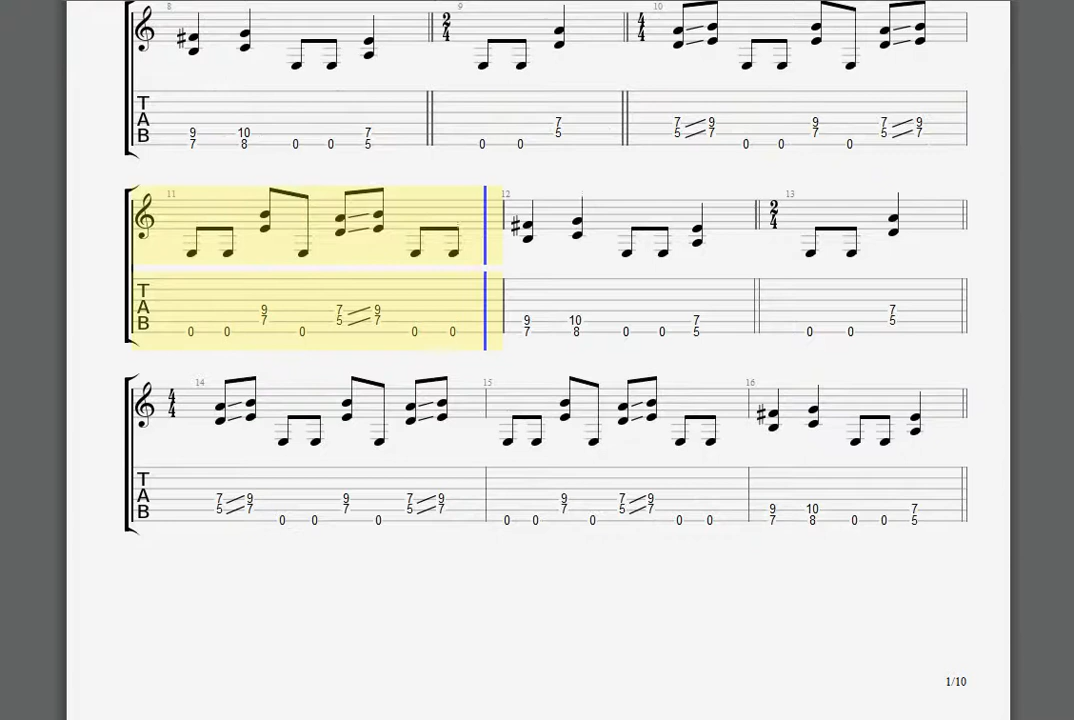 8 9 10
2 4
4 4
T A B
7 9 9 7 9
9 10 7 7 5 7 7 5 7
7 8 0 0 5 0 0 5 0 0 0
11 12 13
2 4
T A B
9 7 9 7
7 5 7 9 10 7 5
0 0 0 0 0 7 8 0 0 5 0 0
14 15 16
4 4
T A B
7 9 9 7 9 9 7 9
5 7 7 5 7 7 5 7 9 10 7
0 0 0 0 0 0 0 0 7 8 0 0 5
1/10